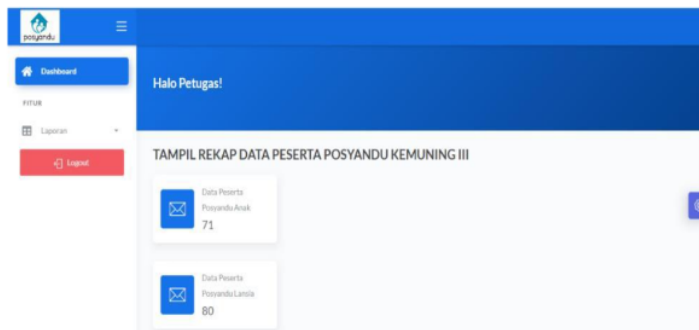 posyandu
Dashboard
Halo Petugas!
FITUR
Laporan
Logout
TAMPIL REKAP DATA PESERTA POSYANDU KEMUNING III
Data Peserta
Posyandu Anak
71
Data Peserta
Posyandu Lansia
80